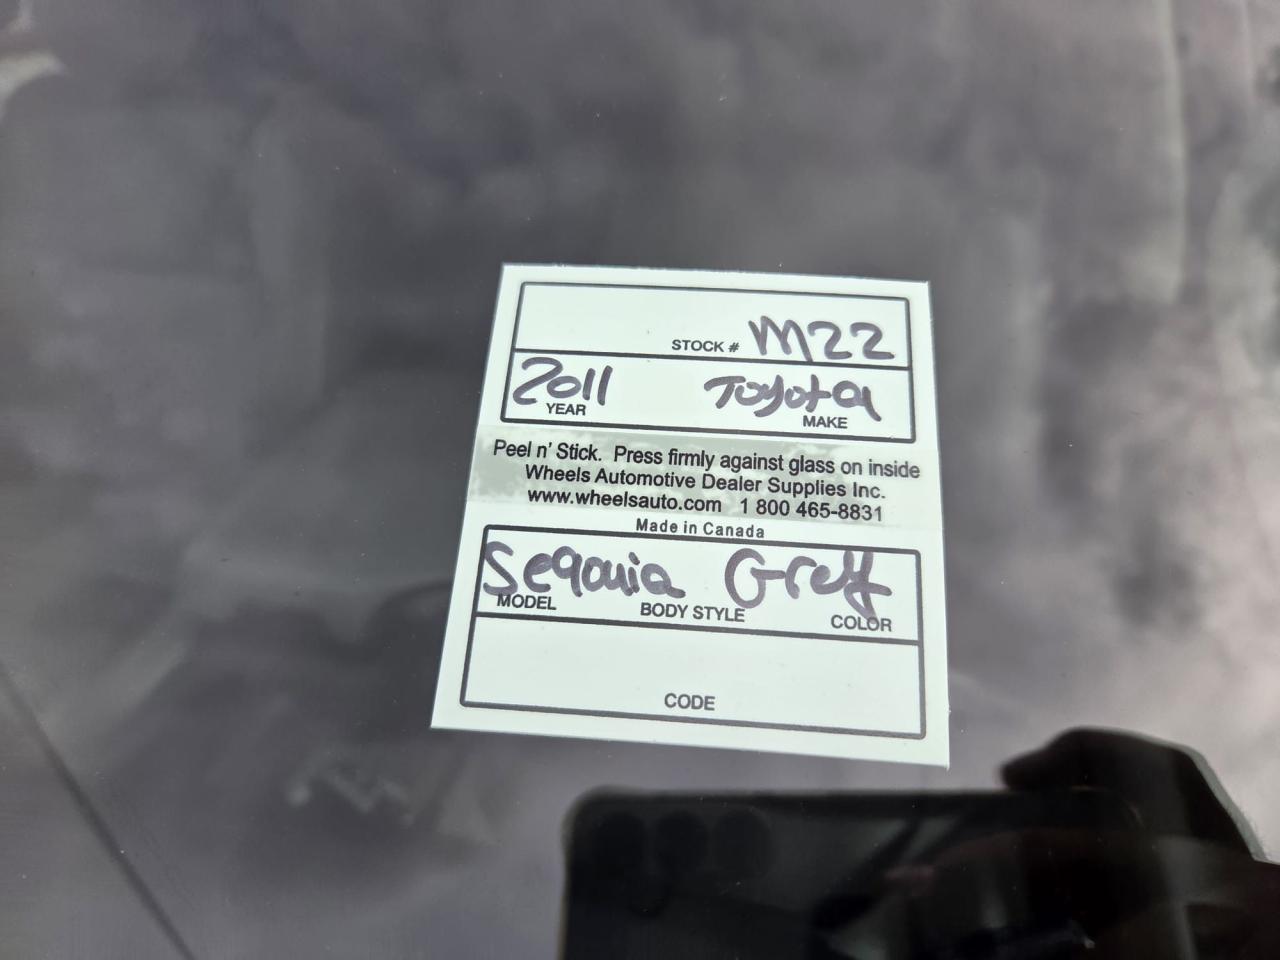 STOCK # M22
2011 Toyota
YEAR MAKE
Peel n' Stick. Press firmly against glass on inside
Wheels Automotive Dealer Supplies Inc.
www.wheelsauto.com 1 800 465-8831
Made in Canada
Seqouia Grey
MODEL BODY STYLE COLOR
CODE